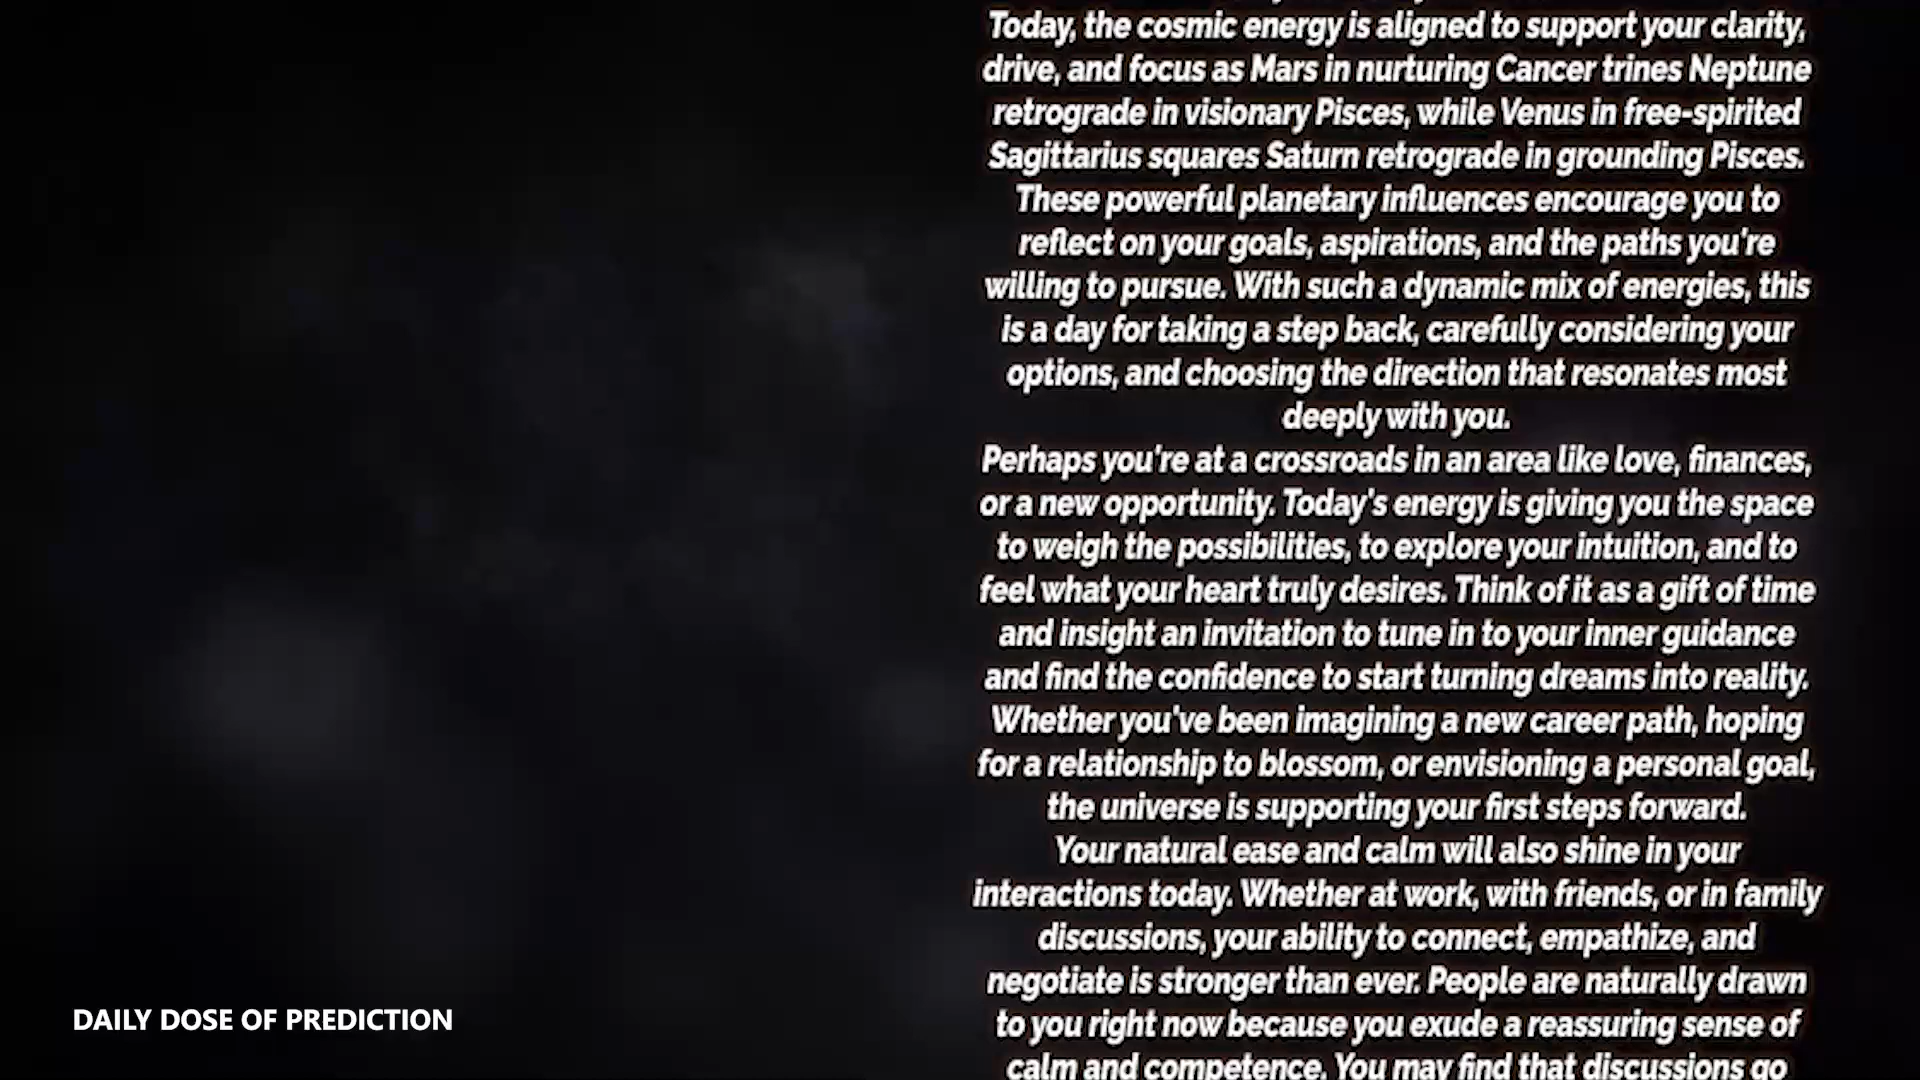 Today, the cosmic energy is aligned to support your clarity,
drive, and focus as Mars in nurturing Cancer trines Neptune
retrograde in visionary Pisces, while Venus in free-spirited
Sagittarius squares Saturn retrograde in grounding Pisces.
These powerful planetary influences encourage you to
reflect on your goals, aspirations, and the paths you're
willing to pursue. With such a dynamic mix of energies, this
is a day for taking a step back, carefully considering your
options, and choosing the direction that resonates most
deeply with you.
Perhaps you're at a crossroads in an area like love, finances,
or a new opportunity. Today's energy is giving you the space
to weigh the possibilities, to explore your intuition, and to
feel what your heart truly desires. Think of it as a gift of time
and insight an invitation to tune in to your inner guidance
and find the confidence to start turning dreams into reality.
Whether you've been imagining a new career path, hoping
for a relationship to blossom, or envisioning a personal goal,
the universe is supporting your first steps forward.
Your natural ease and calm will also shine in your
interactions today. Whether at work, with friends, or in family
discussions, your ability to connect, empathize, and
negotiate is stronger than ever. People are naturally drawn
to you right now because you exude a reassuring sense of
calm and competence. You may find that discussions go
DAILY DOSE OF PREDICTION